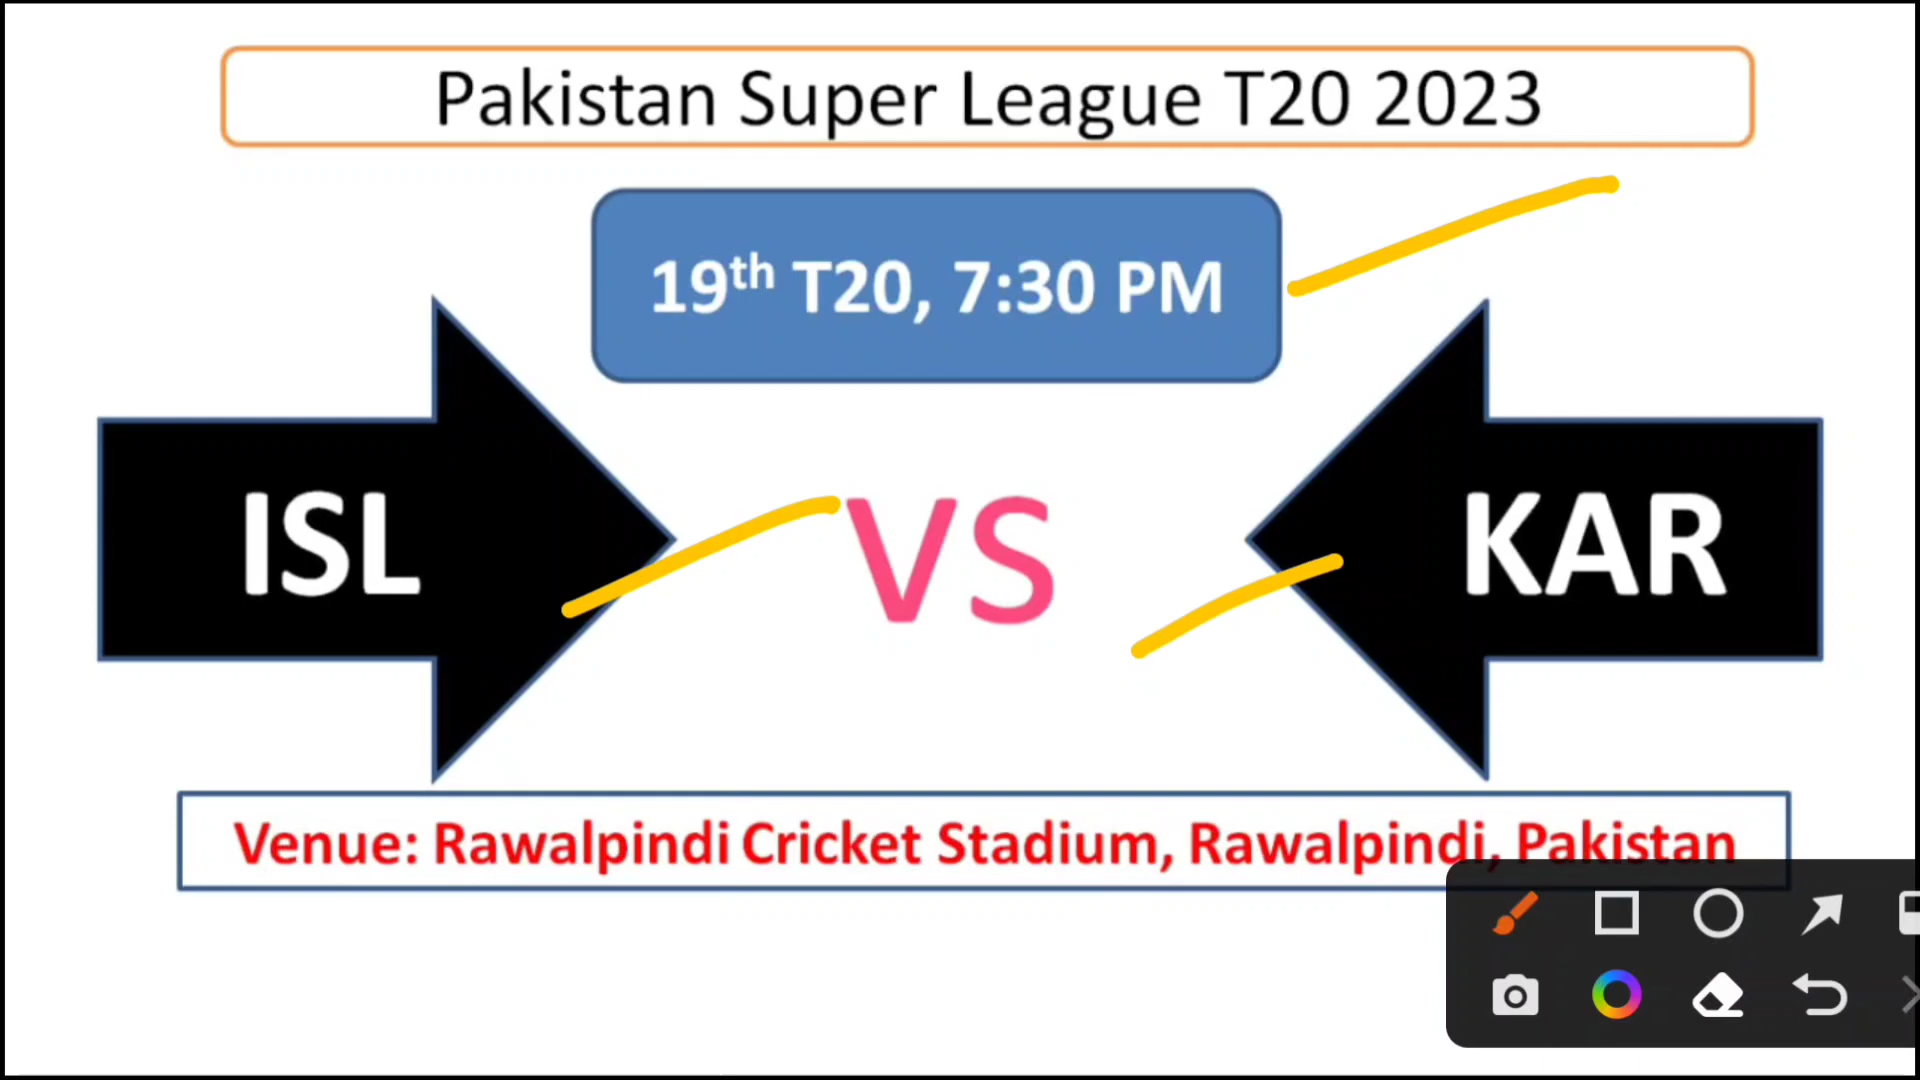 Pakistan Super League T20 2023
19th T20, 7:30 PM
ISL
VS
KAR
Venue: Rawalpindi Cricket Stadium, Rawalpindi, Pakistan